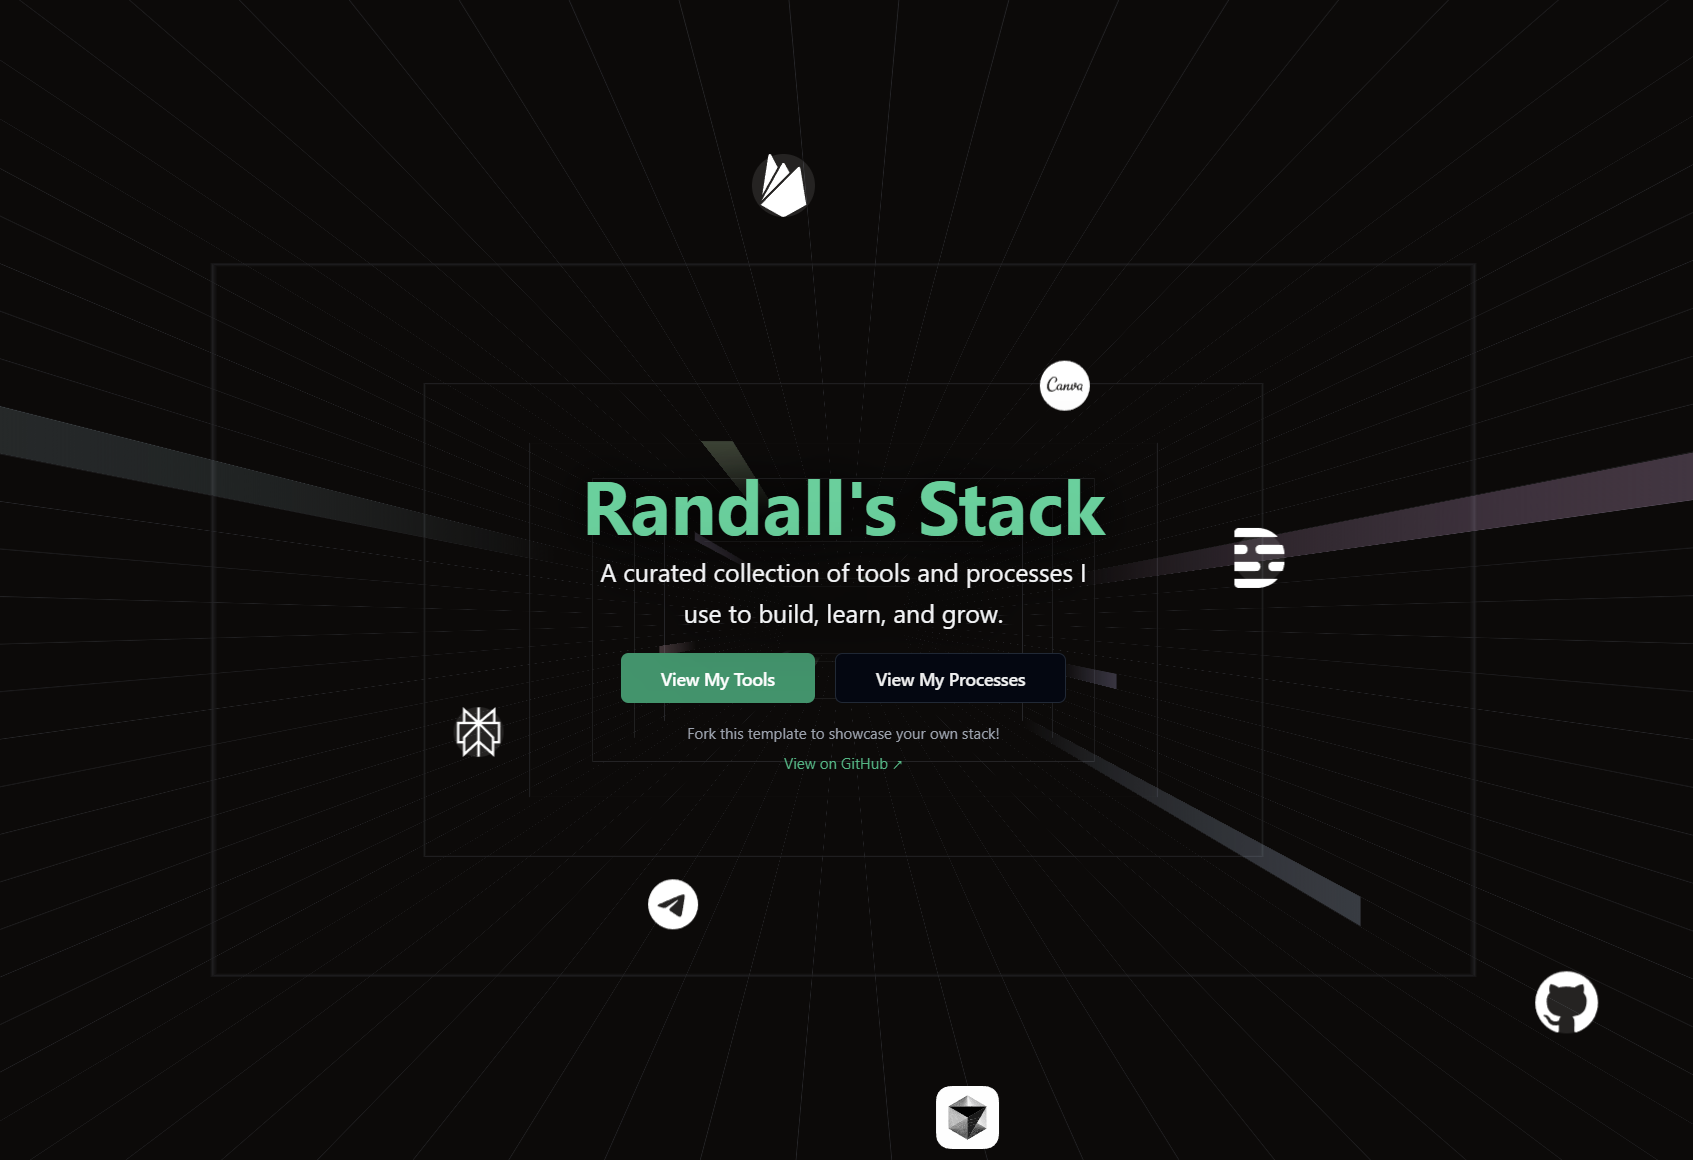 Canva
Randall's Stack
A curated collection of tools and processes I
use to build, learn, and grow.
View My Tools
View My Processes
Fork this template to showcase your own stack!
View on GitHub ↗